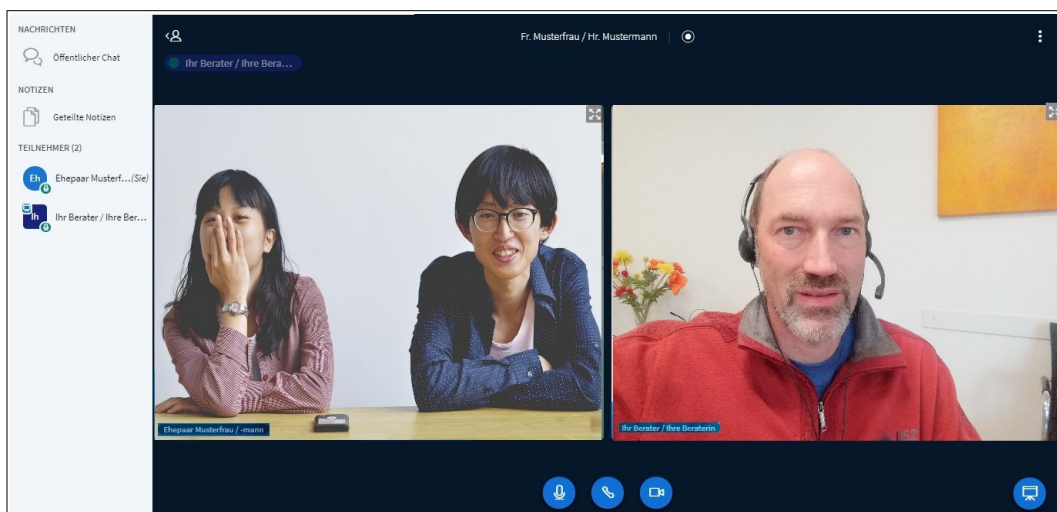 NACHRICHTEN
Öffentlicher Chat
NOTIZEN
Geteilte Notizen
TEILNEHMER (2)
Eh
Ehepaar Musterf...(Sie)
Ih
Ihr Berater / Ihre Ber...
Fr. Musterfrau / Hr. Mustermann
Ihr Berater / Ihre Bera...
Ehepaar Musterfrau / -mann
Ihr Berater / Ihre Beraterin